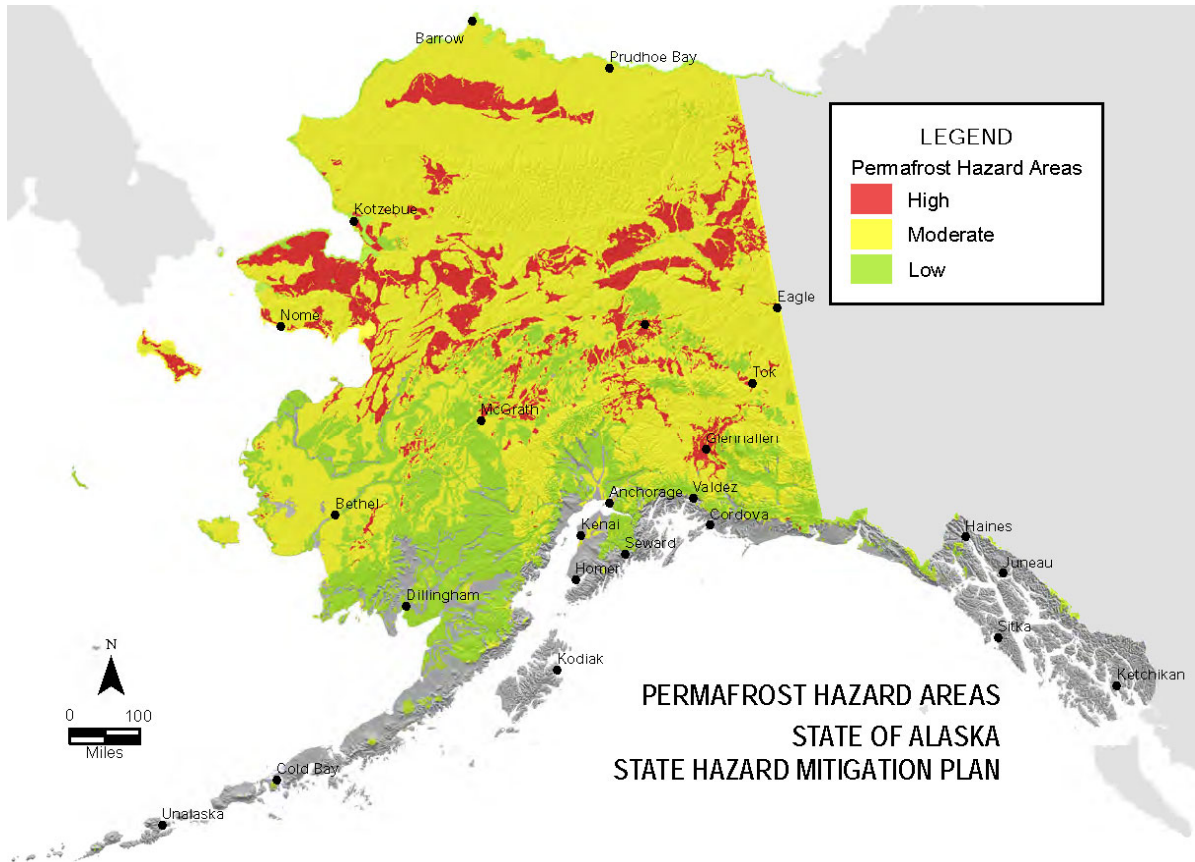 Barrow
Prudhoe Bay
LEGEND
Permafrost Hazard Areas
High
Moderate
Low
Kotzebue
Eagle
Nome
Tok
McGrath
Glennallen
Anchorage
Valdez
Bethel
Cordova
Kenai
Haines
Seward
Juneau
Homer
Dillingham
Sitka
N
Kodiak
Ketchikan
PERMAFROST HAZARD AREAS
STATE OF ALASKA
STATE HAZARD MITIGATION PLAN
0 100
Miles
Cold Bay
Unalaska